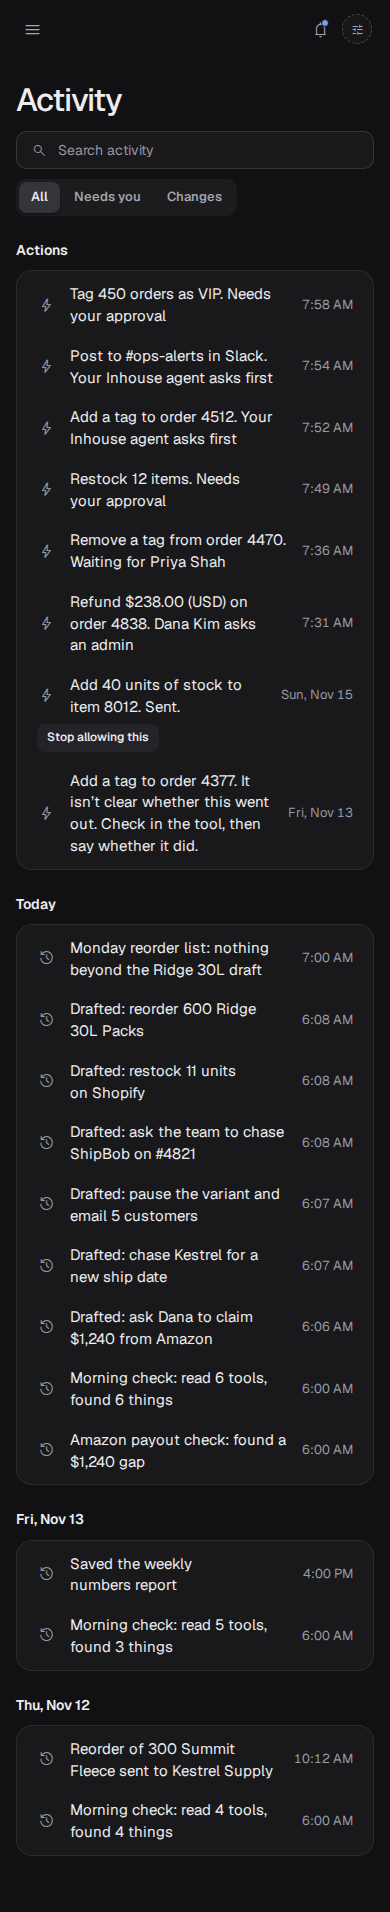 Activity
Search activity
All
Needs you
Changes
Actions
Tag 450 orders as VIP. Needs
your approval
7:58 AM
Post to #ops-alerts in Slack.
Your Inhouse agent asks first
7:54 AM
Add a tag to order 4512. Your
Inhouse agent asks first
7:52 AM
Restock 12 items. Needs
your approval
7:49 AM
Remove a tag from order 4470.
Waiting for Priya Shah
7:36 AM
Refund $238.00 (USD) on
order 4838. Dana Kim asks
an admin
7:31 AM
Add 40 units of stock to
item 8012. Sent.
Sun, Nov 15
Stop allowing this
Add a tag to order 4377. It
isn’t clear whether this went
out. Check in the tool, then
say whether it did.
Fri, Nov 13
Today
Monday reorder list: nothing
beyond the Ridge 30L draft
7:00 AM
Drafted: reorder 600 Ridge
30L Packs
6:08 AM
Drafted: restock 11 units
on Shopify
6:08 AM
Drafted: ask the team to chase
ShipBob on #4821
6:08 AM
Drafted: pause the variant and
email 5 customers
6:07 AM
Drafted: chase Kestrel for a
new ship date
6:07 AM
Drafted: ask Dana to claim
$1,240 from Amazon
6:06 AM
Morning check: read 6 tools,
found 6 things
6:00 AM
Amazon payout check: found a
$1,240 gap
6:00 AM
Fri, Nov 13
Saved the weekly
numbers report
4:00 PM
Morning check: read 5 tools,
found 3 things
6:00 AM
Thu, Nov 12
Reorder of 300 Summit
Fleece sent to Kestrel Supply
10:12 AM
Morning check: read 4 tools,
found 4 things
6:00 AM